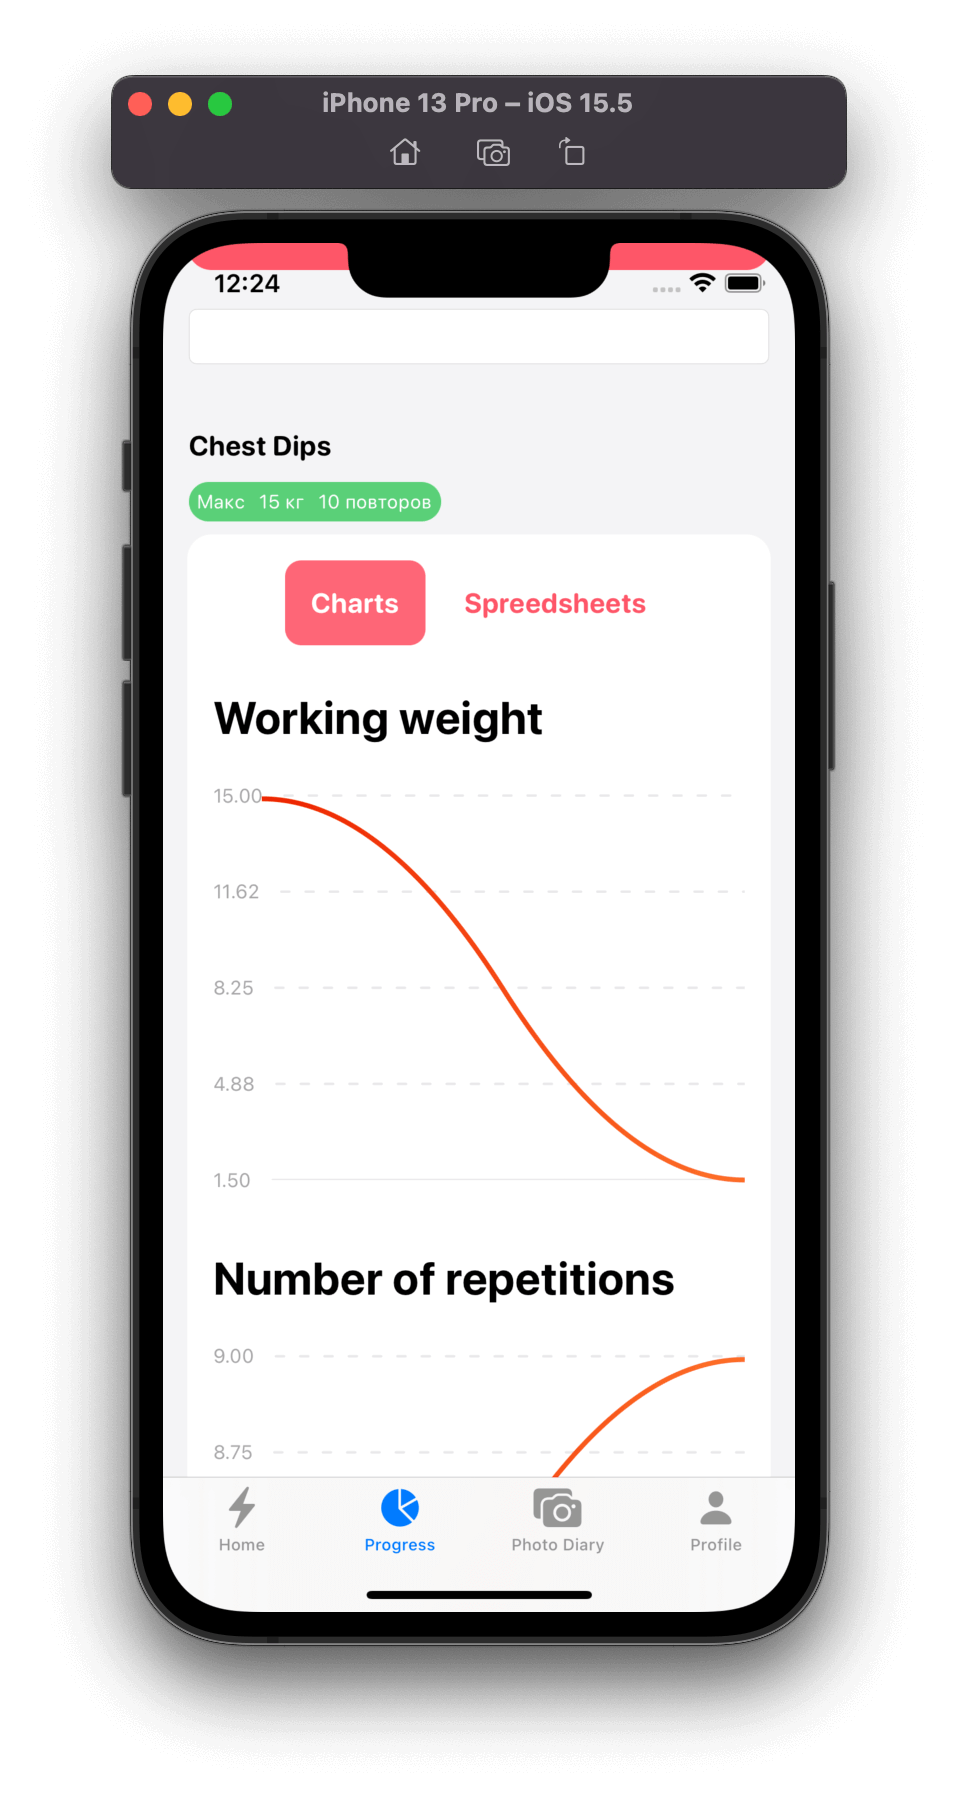 iPhone 13 Pro – iOS 15.5
12:24
Chest Dips
Макс 15 кг 10 повторов
Charts Spreedsheets
Working weight
15.00
11.62
8.25
4.88
1.50
Number of repetitions
9.00
8.75
Home Progress Photo Diary Profile